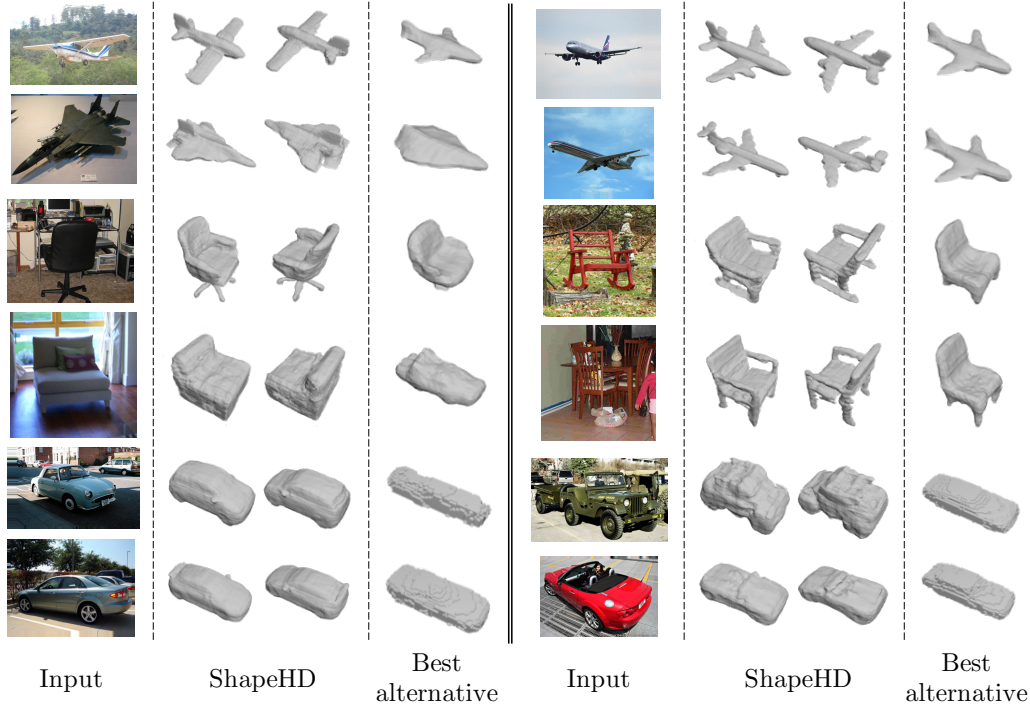 Input
ShapeHD
Best
alternative
Input
ShapeHD
Best
alternative